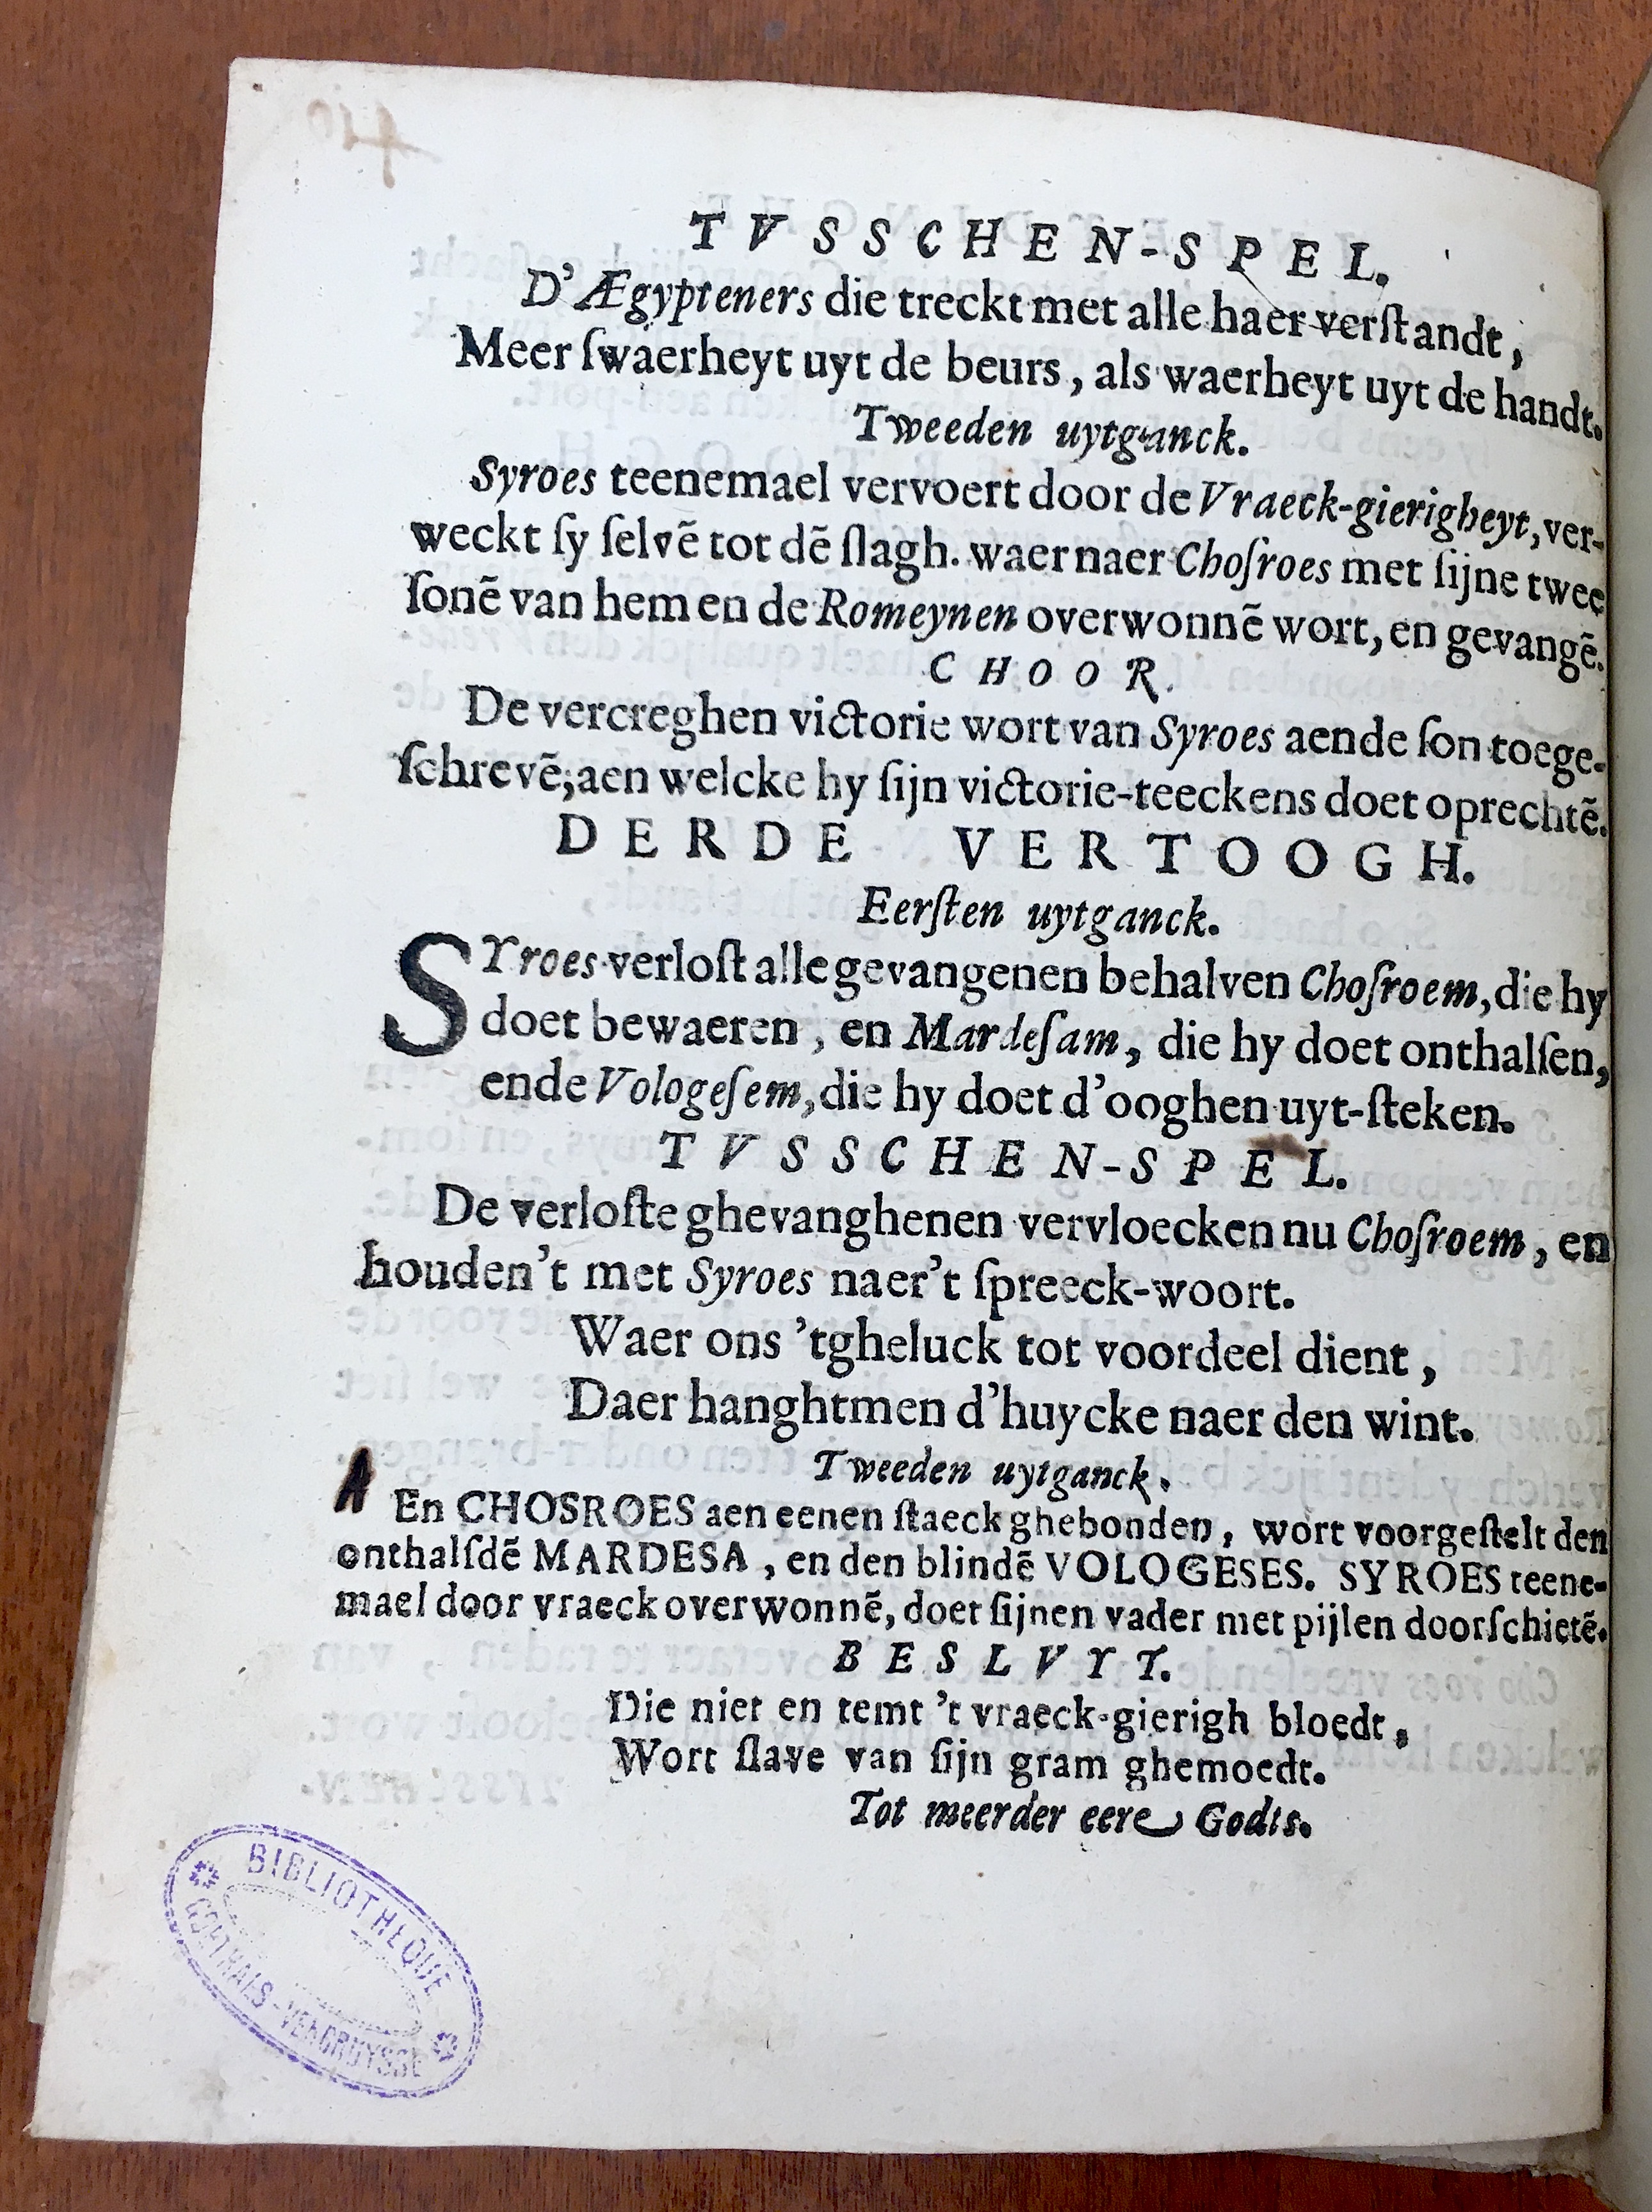 TVSSCHEN-SPEL.
D'Ægypteners die treckt met alle haer verſtandt,
Meer ſwaerheyt uyt de beurs, als waerheyt uyt de handt.
Tweeden uytganck.
Syroes teenemael vervoert door de Vraeck-gierigheyt, ver-
weckt ſy ſelvē tot dē ſlagh. waer naer Choſroes met ſijne twee
ſonē van hem en de Romeynen overwonnē wort, en gevangē.
CHOOR.
De vercreghen victorie wort van Syroes aende ſon toege-
ſchrevē; aen welcke hy ſijn victorie-teeckens doet oprechtē.
DERDE VERTOOGH.
Eerſten uytganck.
SYroes verloſt alle gevangenen behalven Choſroem, die hy
doet bewaeren, en Mardeſam, die hy doet onthalſen,
ende Vologeſem, die hy doet d'ooghen uyt-ſteken.
TVSSCHEN-SPEL.
De verloſte ghevanghenen vervloecken nu Choſroem, en
houden't met Syroes naer't ſpreeck-woort.
Waer ons 'tgheluck tot voordeel dient,
Daer hanghtmen d'huycke naer den wint.
Tweeden uytganck.
A En CHOSROES aen eenen ſtaeck ghebonden, wort voorgeſtelt den
onthalſdē MARDESA, en den blindē VOLOGESES. SYROES teene-
mael door vraeck overwonnē, doet ſijnen vader met pijlen doorſchietē.
BESLVYT.
Die niet en temt 't vraeck-gierigh bloedt,
Wort ſlave van ſijn gram ghemoedt.
Tot meerder eere Godts.
BIBLIOTHEQUE
GOETHALS-VERCRUYSSE